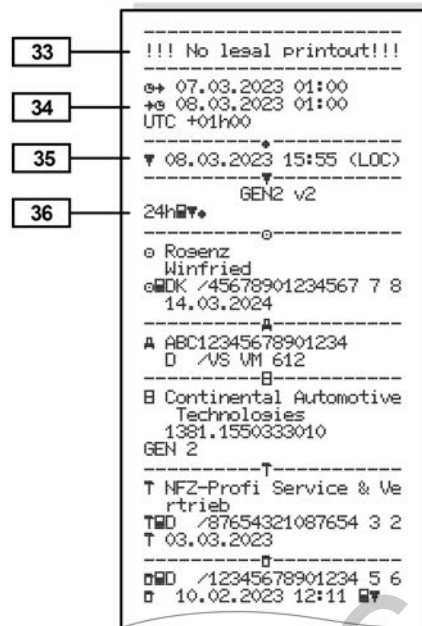 33
!!! No legal printout!!!
07.03.2023 01:00
34
08.03.2023 01:00
UTC +01h00
35
▼ 08.03.2023 15:55 (LOC)
GEN2 v2
36
24h
Rogenz
Winfried
DK /45678901234567 7 8
14.03.2024
ABC12345678901234
D /VS VM 612
Continental Automotive
Technologies
1381.1550333010
GEN 2
T NFZ-Profi Service & Ve
rtrieb
T D /87654321087654 3 2
T 03.03.2023
D /12345678901234 5 6
10.02.2023 12:11